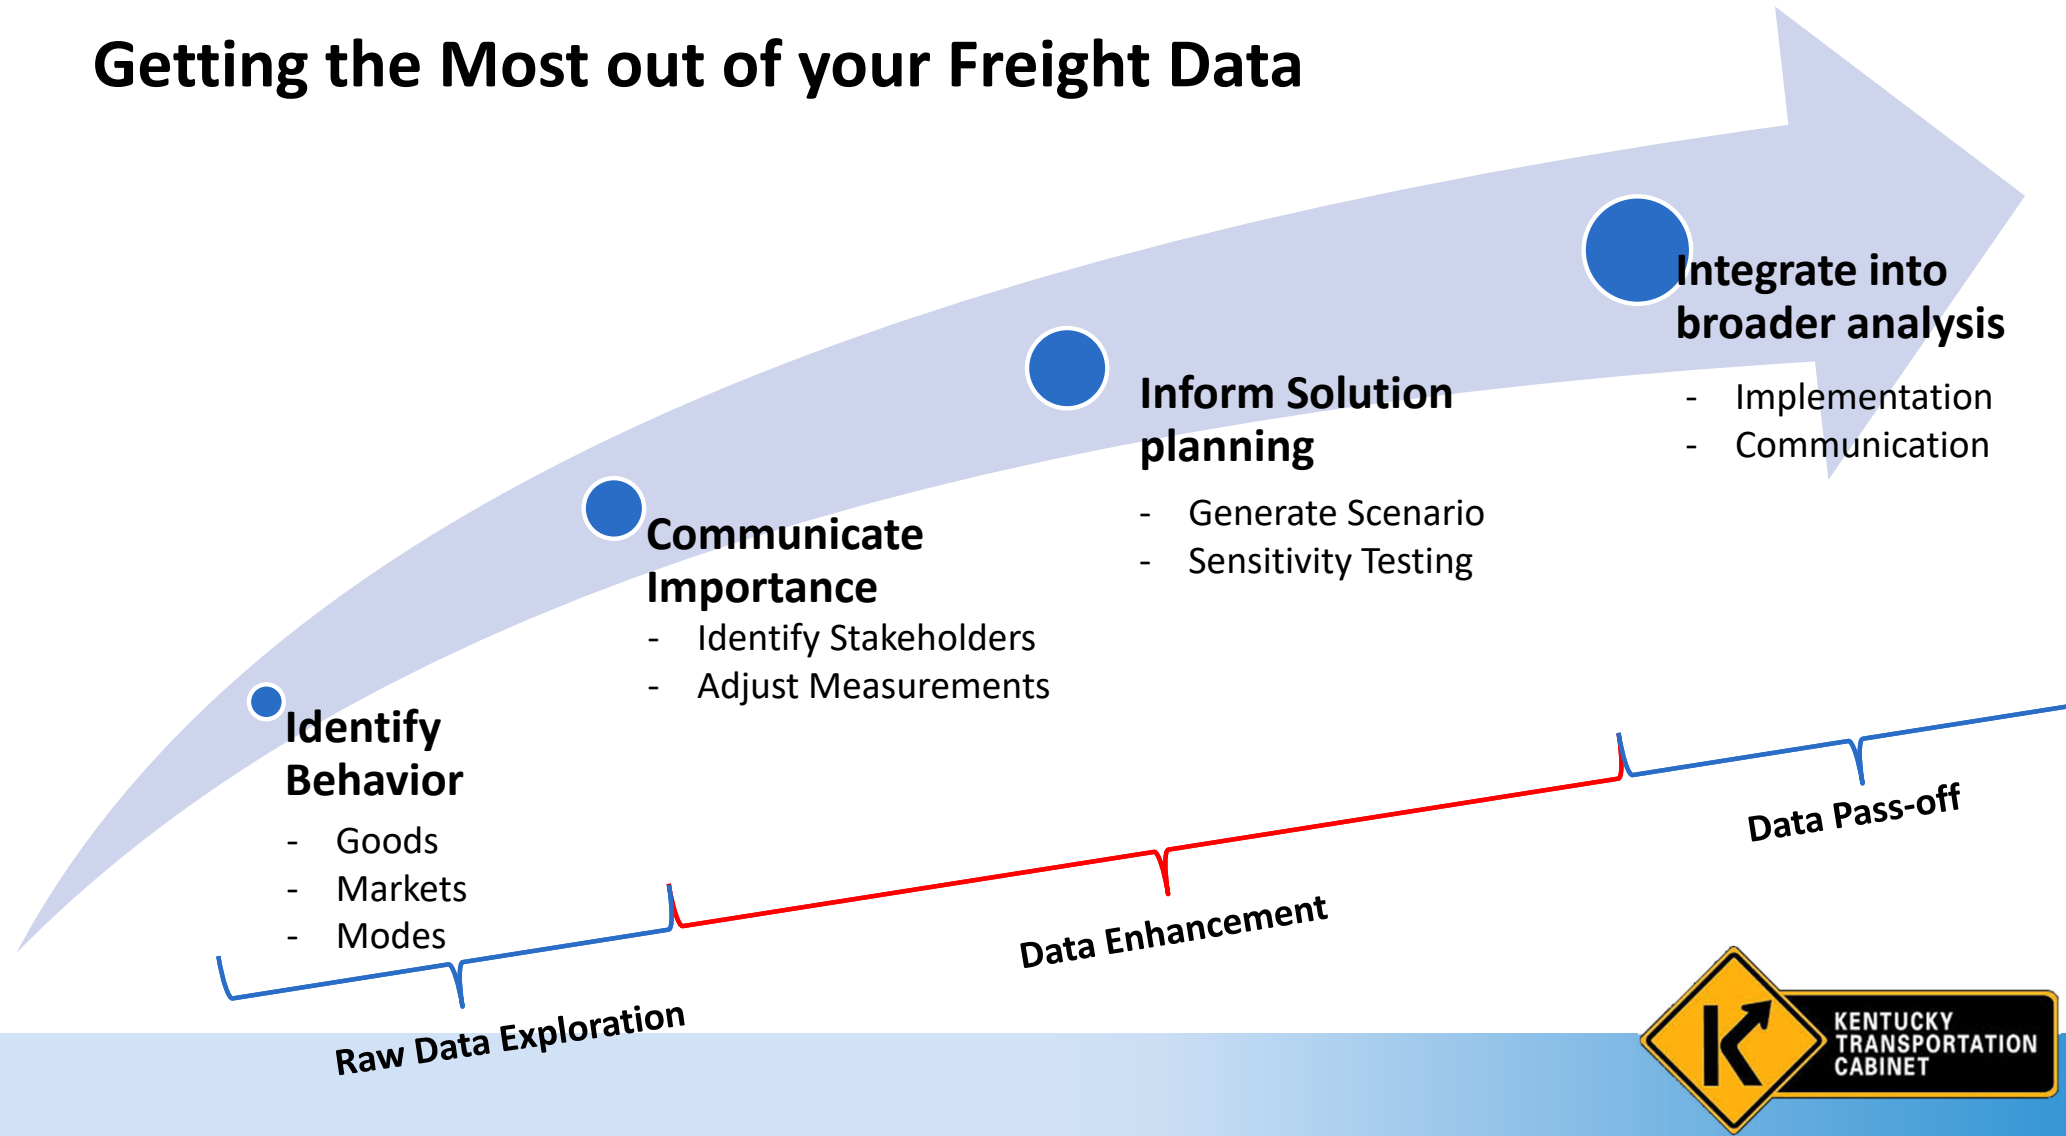 Getting the Most out of your Freight Data
Identify
Behavior
- Goods
- Markets
- Modes
Communicate
Importance
- Identify Stakeholders
- Adjust Measurements
Inform Solution
planning
- Generate Scenario
- Sensitivity Testing
Integrate into
broader analysis
- Implementation
- Communication
Raw Data Exploration
Data Enhancement
Data Pass-off
KENTUCKY
TRANSPORTATION
CABINET